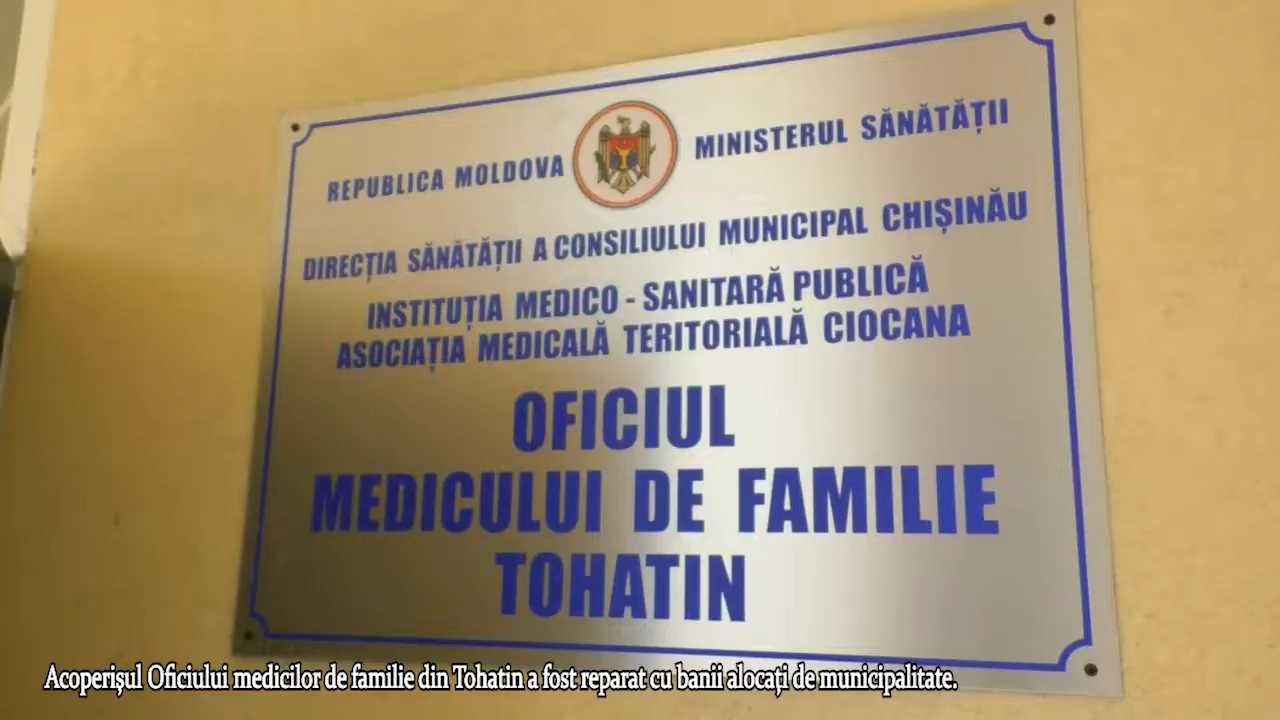 REPUBLICA MOLDOVA MINISTERUL SĂNĂTĂȚII
DIRECȚIA SĂNĂTĂȚII A CONSILIULUI MUNICIPAL CHIȘINĂU
INSTITUȚIA MEDICO - SANITARĂ PUBLICĂ
ASOCIAȚIA MEDICALĂ TERITORIALĂ CIOCANA
OFICIUL
MEDICULUI DE FAMILIE
TOHATIN
Acoperișul Oficiului medicilor de familie din Tohatin a fost reparat cu banii alocați de municipalitate.